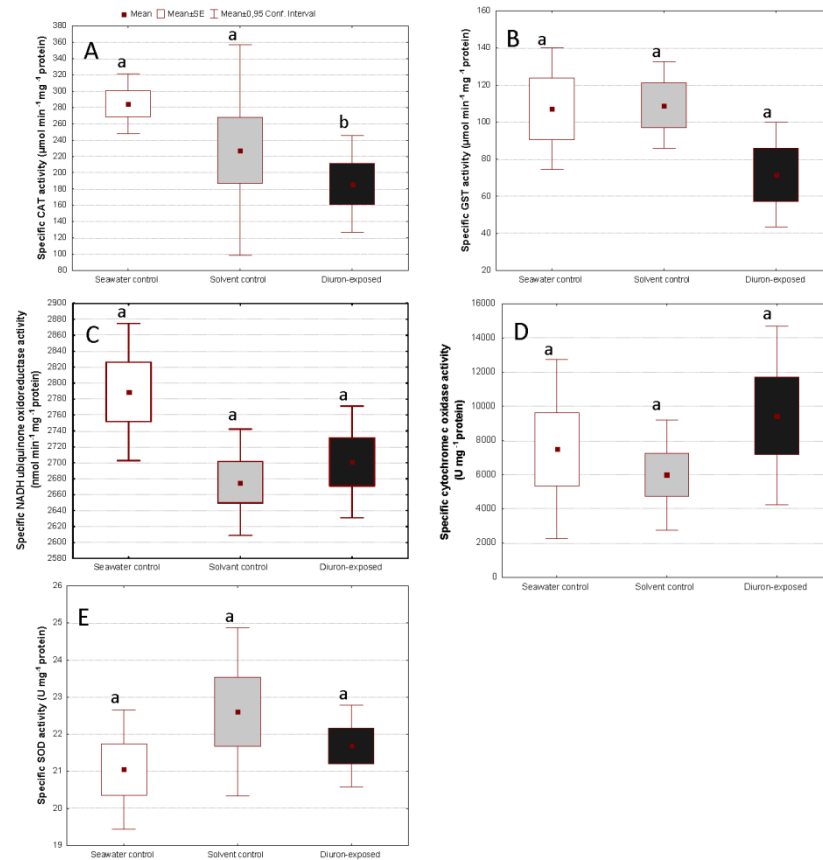 Mean Mean±SE Mean±0,95 Conf. Interval
A
Specific CAT activity (µmol min⁻¹ mg⁻¹ protein)
380
360
340
320
300
280
260
240
220
200
180
160
140
120
100
80
a
a
b
Seawater control Solvent control Diuron-exposed
B
Specific GST activity (µmol min⁻¹ mg⁻¹ protein)
160
140
120
100
80
60
40
20
a
a
a
Seawater control Solvent control Diuron-exposed
C
Specific NADH ubiquinone oxidoreductase activity
(nmol min⁻¹ mg⁻¹ protein)
2900
2880
2860
2840
2820
2800
2780
2760
2740
2720
2700
2680
2660
2640
2620
2600
2580
a
a
a
Seawater control Solvent control Diuron-exposed
D
Specific cytochrome c oxidase activity
(U mg⁻¹ protein)
16000
14000
12000
10000
8000
6000
4000
2000
0
a
a
a
Seawater control Solvent control Diuron-exposed
E
Specific SOD activity (U mg⁻¹ protein)
26
25
24
23
22
21
20
19
a
a
a
Seawater control Solvent control Diuron-exposed